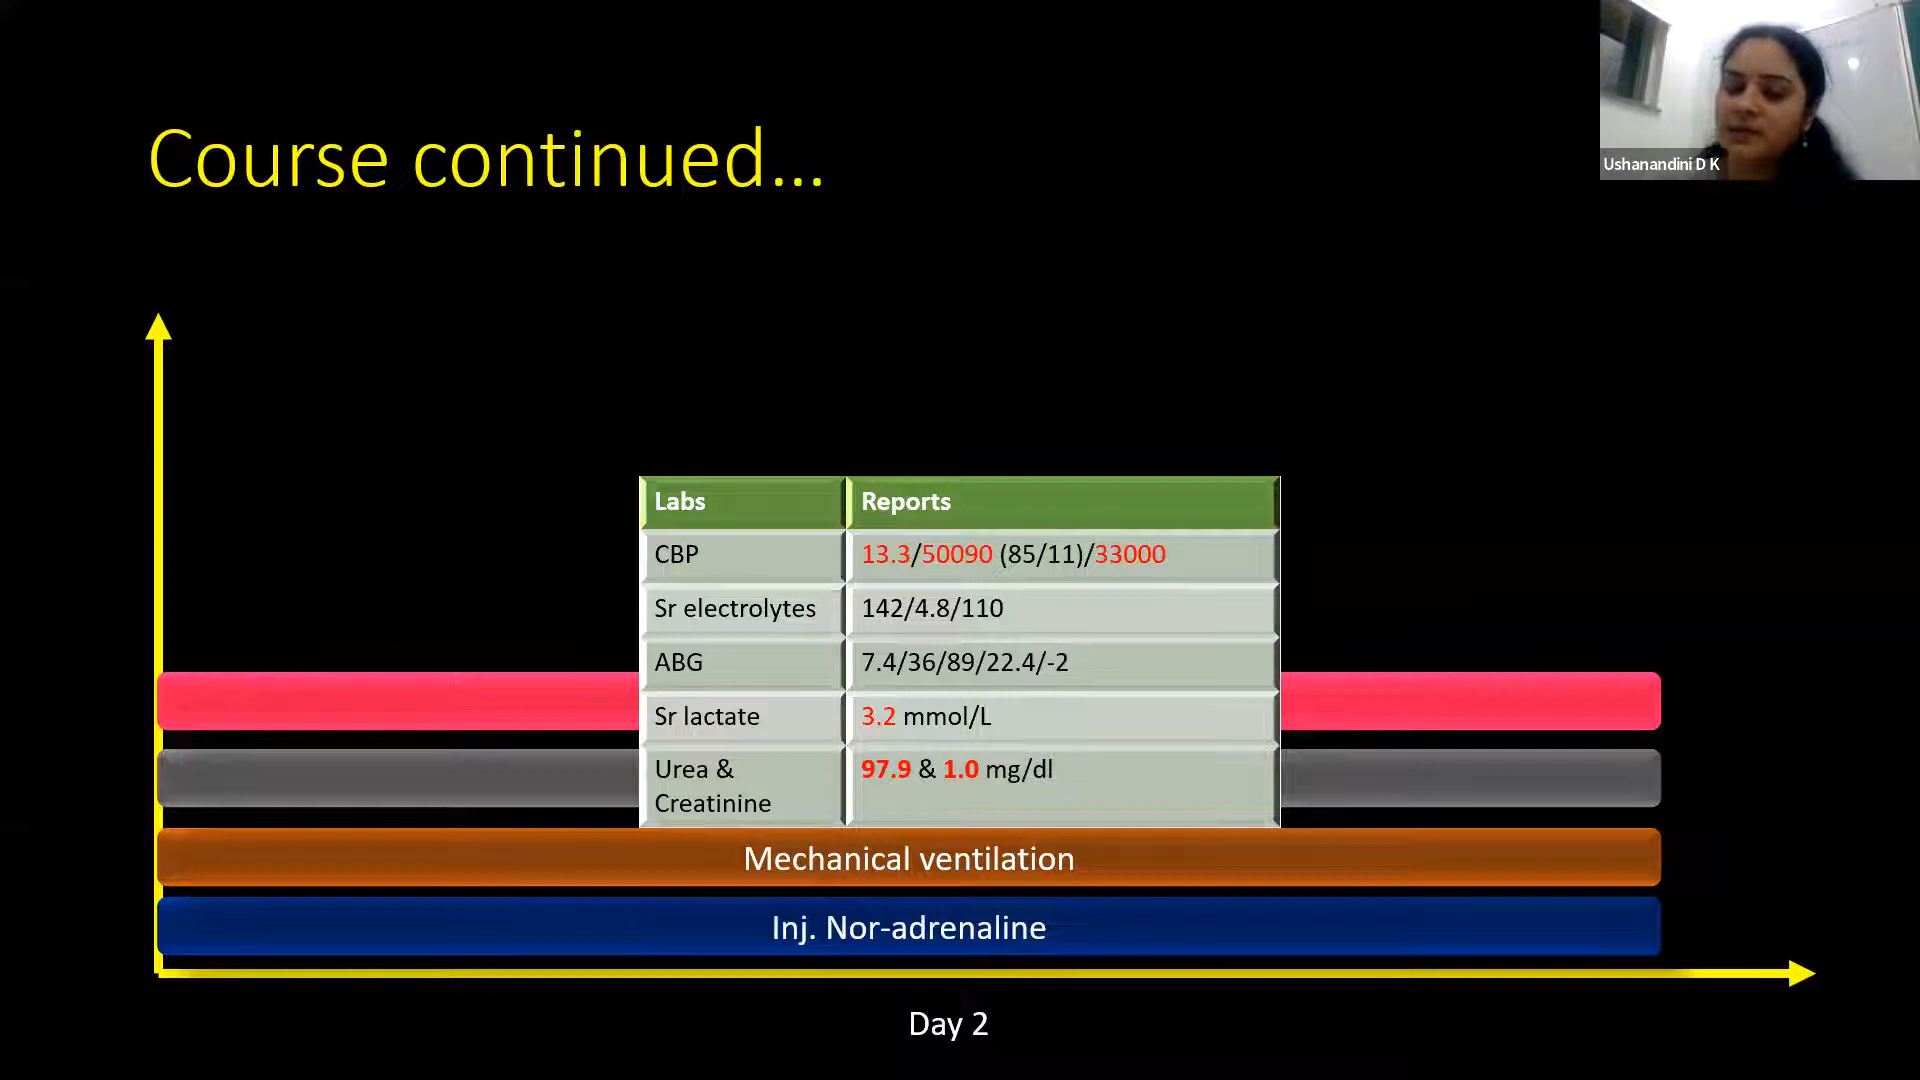 Ushanandini D K
Course continued...
Labs Reports
CBP 13.3/50090 (85/11)/33000
Sr electrolytes 142/4.8/110
ABG 7.4/36/89/22.4/-2
Sr lactate 3.2 mmol/L
Urea & 97.9 & 1.0 mg/dl
Creatinine
Mechanical ventilation
Inj. Nor-adrenaline
Day 2